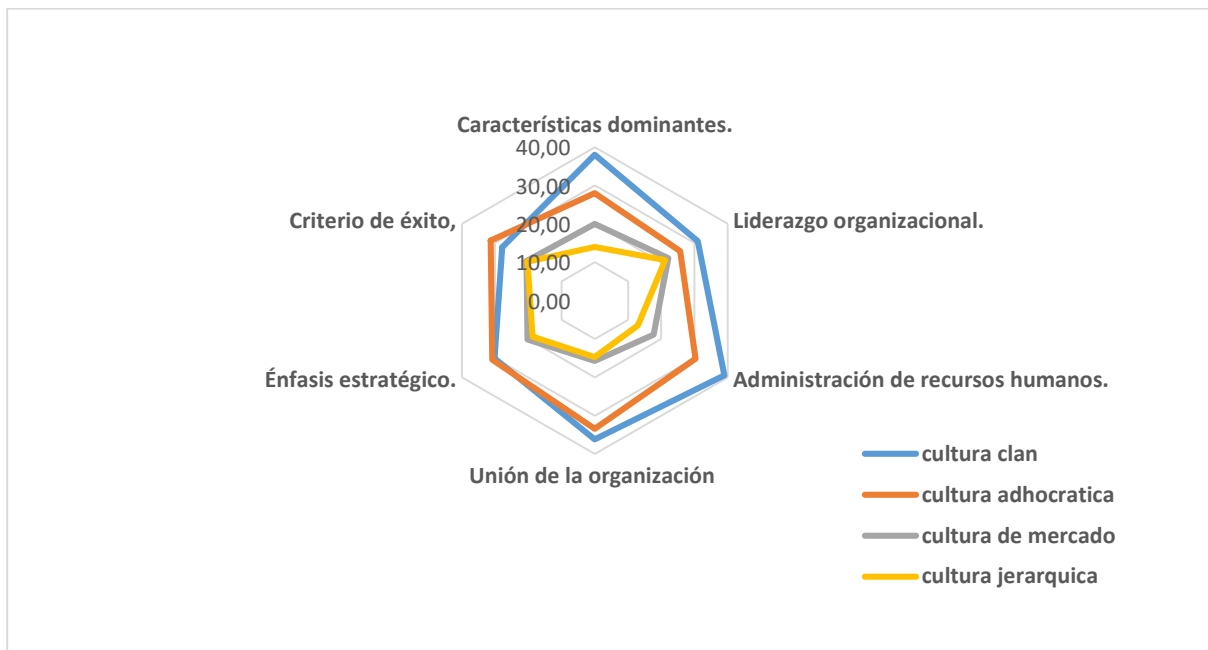 Características dominantes.
40,00
30,00
Criterio de éxito,
20,00
Liderazgo organizacional.
10,00
0,00
Énfasis estratégico.
Administración de recursos humanos.
Unión de la organización
cultura clan
cultura adhocratica
cultura de mercado
cultura jerarquica